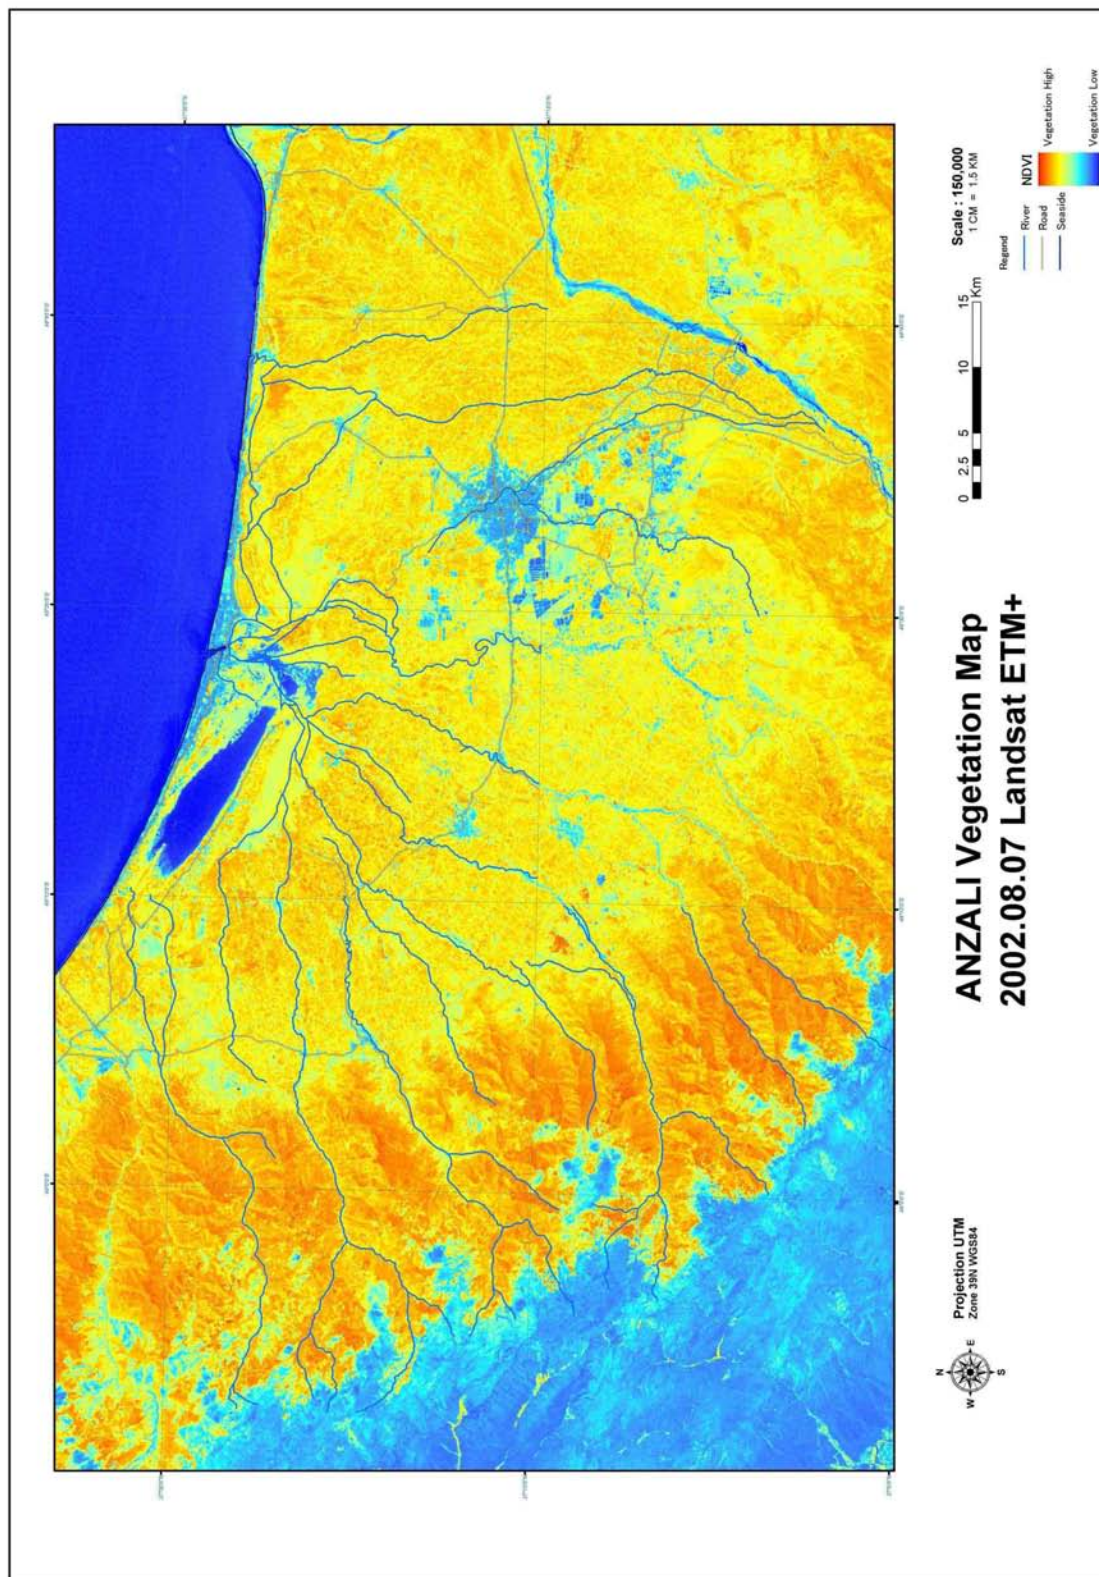 ANZALI Vegetation Map
2002.08.07 Landsat ETM+
Projection UTM
Zone 39N WGS84
N
W
E
S
0 2.5 5 10 15
Km
Scale : 150,000
1 CM = 1.5 KM
Regend
River
Road
Seaside
NDVI
Vegetation High
Vegetation Low